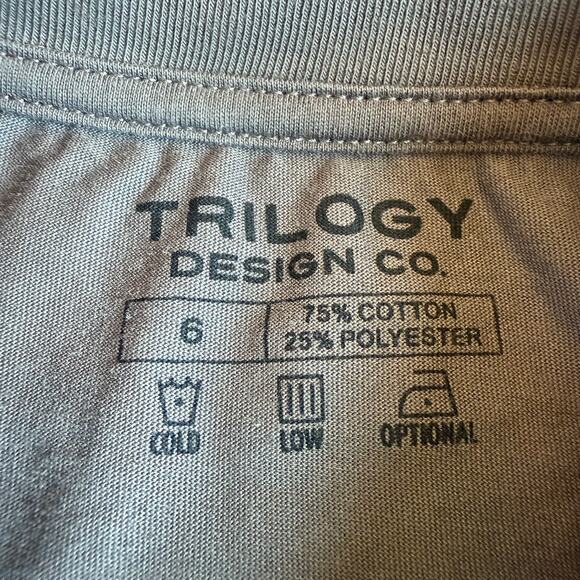 TRILOGY
DESIGN CO.
6
75% COTTON
25% POLYESTER
COLD LOW OPTIONAL